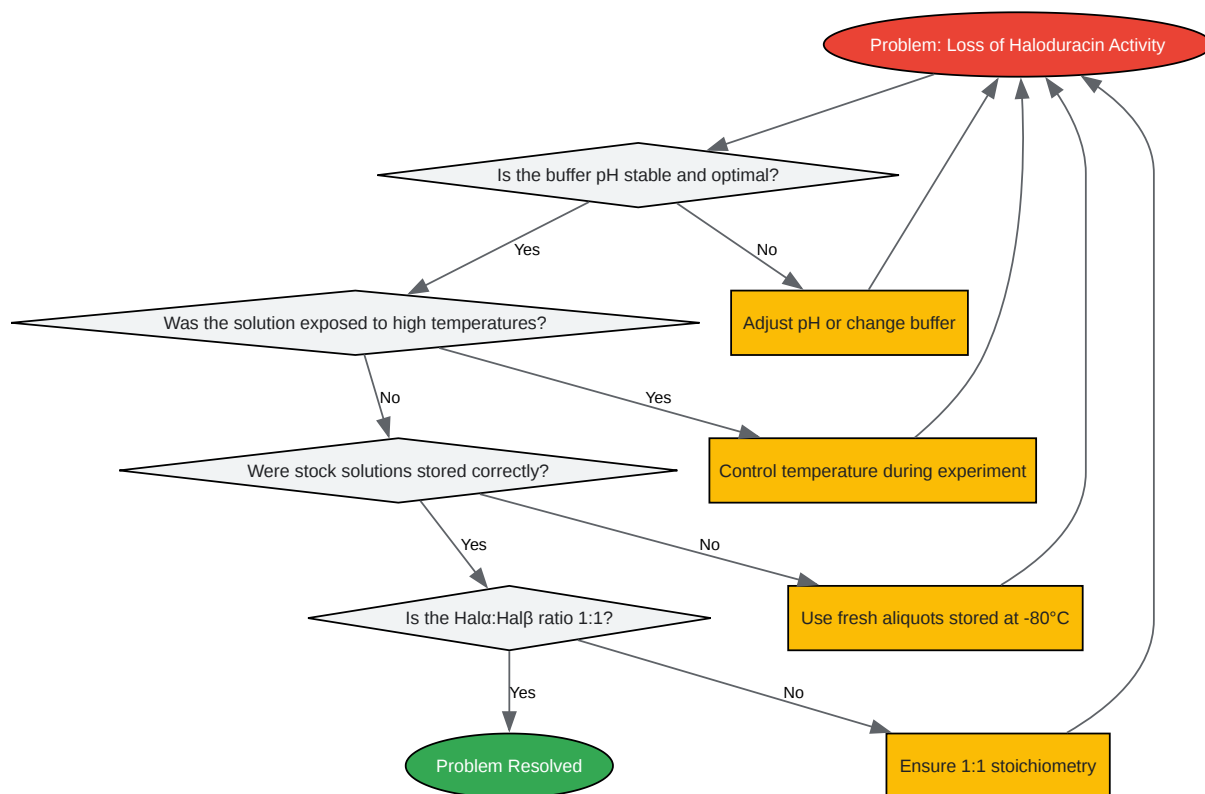 Problem: Loss of Haloduracin Activity
Is the buffer pH stable and optimal?
Yes
No
Was the solution exposed to high temperatures?
Adjust pH or change buffer
No
Yes
Were stock solutions stored correctly?
Control temperature during experiment
Yes
No
Is the Halα:Halβ ratio 1:1?
Use fresh aliquots stored at -80°C
Yes
No
Problem Resolved
Ensure 1:1 stoichiometry